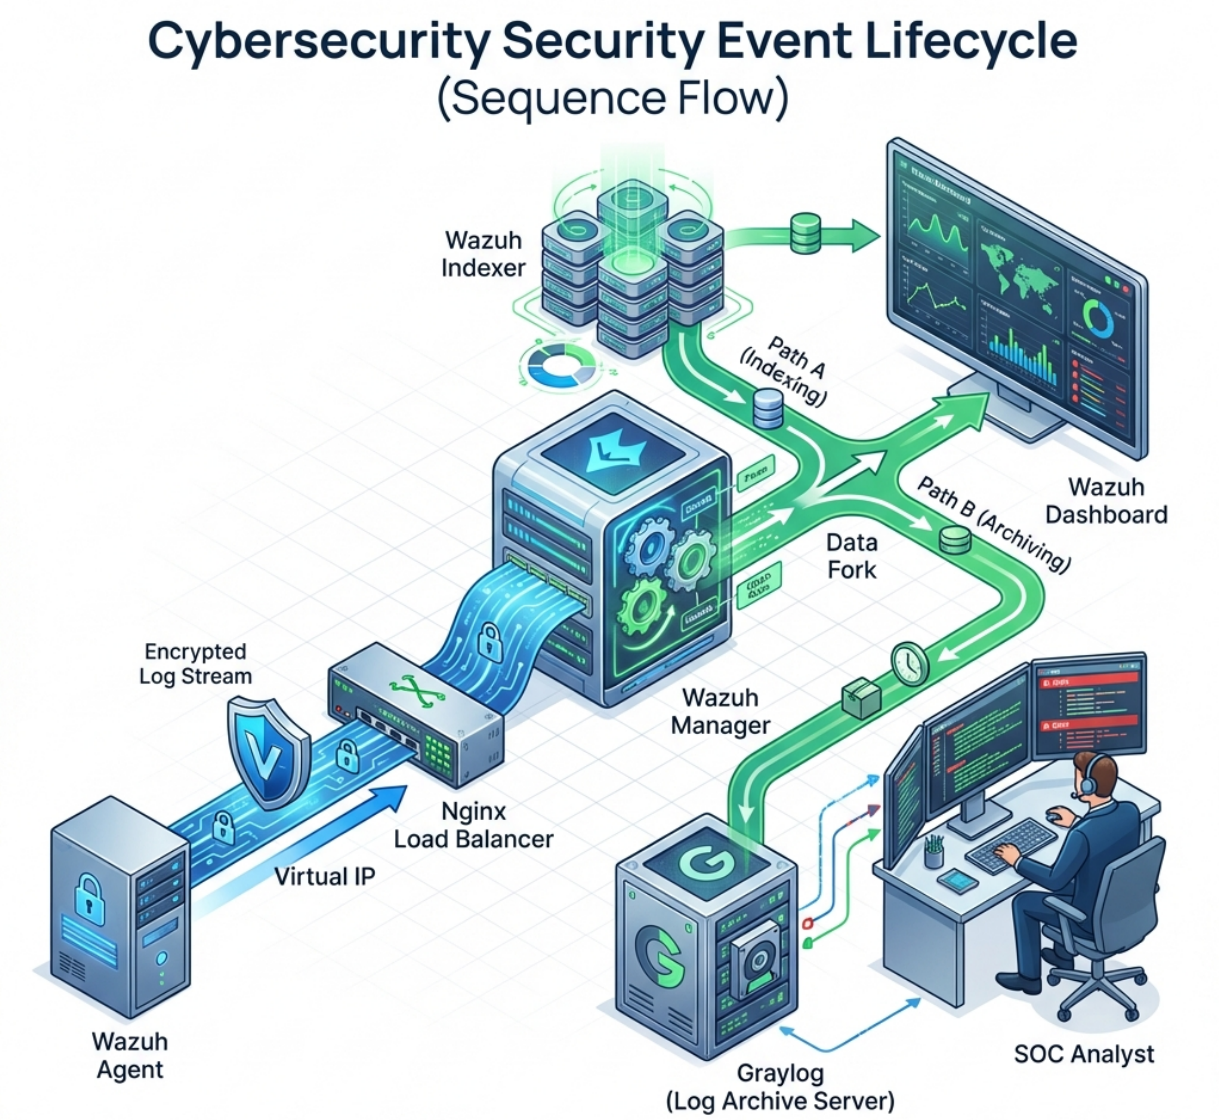 Cybersecurity Security Event Lifecycle
(Sequence Flow)
Wazuh
Indexer
Path A
(Indexing)
Wazuh
Dashboard
Path B (Archiving)
Data
Fork
Encrypted
Log Stream
Wazuh
Manager
Nginx
Load Balancer
Virtual IP
Wazuh
Agent
SOC Analyst
Graylog
(Log Archive Server)